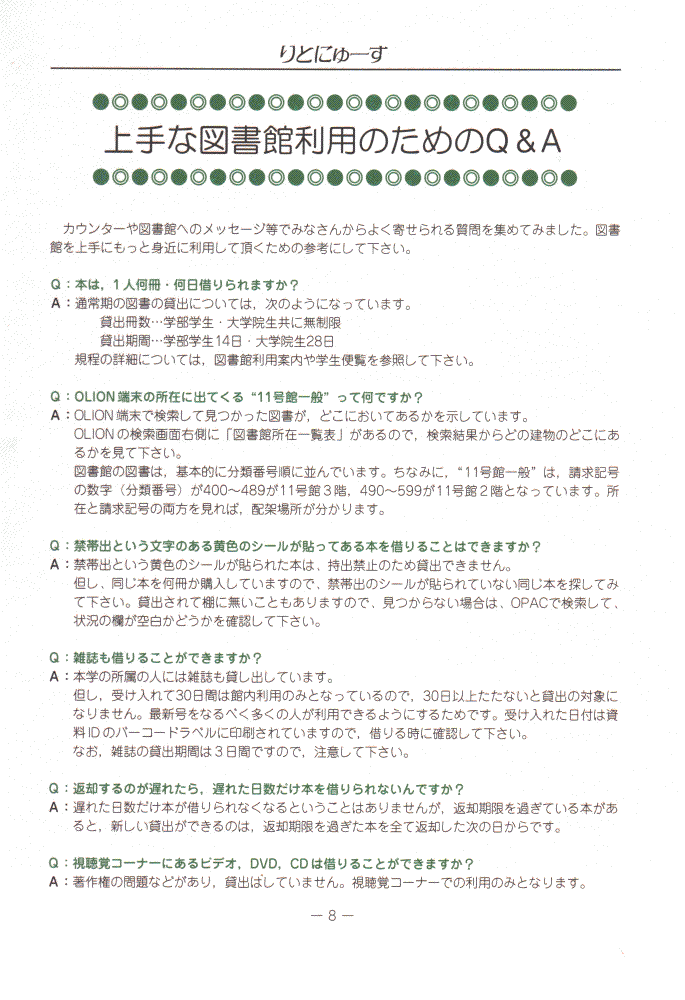 りとにゅーす
上手な図書館利用のためのQ＆A
カウンターや図書館へのメッセージ等でみなさんからよく寄せられる質問を集めてみました。図書
館を上手にもっと身近に利用して頂くための参考にして下さい。
Q：本は，1人何冊・何日借りられますか？
A：通常期の図書の貸出については，次のようになっています。
貸出冊数…学部学生・大学院生共に無制限
貸出期間…学部学生14日・大学院生28日
規程の詳細については，図書館利用案内や学生便覧を参照して下さい。
Q：OLION端末の所在に出てくる“11号館一般”って何ですか？
A：OLION端末で検索して見つかった図書が，どこにおいてあるかを示しています。
OLIONの検索画面右側に「図書館所在一覧表」があるので，検索結果からどの建物のどこにあ
るかを見て下さい。
図書館の図書は，基本的に分類番号順に並んでいます。ちなみに，“11号館一般”は，請求記号
の数字（分類番号）が400～489が11号館3階，490～599が11号館2階となっています。所
在と請求記号の両方を見れば，配架場所が分かります。
Q：禁帯出という文字のある黄色のシールが貼ってある本を借りることはできますか？
A：禁帯出という黄色のシールが貼られた本は、持出禁止のため貸出できません。
但し、同じ本を何冊か購入していますので、禁帯出のシールが貼られていない同じ本を探してみ
て下さい。貸出されて棚に無いこともありますので、見つからない場合は、OPACで検索して、
状況の欄が空白かどうかを確認して下さい。
Q：雑誌も借りることができますか？
A：本学の所属の人には雑誌も貸し出しています。
但し，受け入れて30日間は館内利用のみとなっているので，30日以上たたないと貸出の対象に
なりません。最新号をなるべく多くの人が利用できるようにするためです。受け入れた日付は資
料IDのバーコードラベルに印刷されていますので，借りる時に確認して下さい。
なお，雑誌の貸出期間は3日間ですので，注意して下さい。
Q：返却するのが遅れたら，遅れた日数だけ本を借りられないんですか？
A：遅れた日数だけ本が借りられなくなるということはありませんが，返却期限を過ぎている本があ
ると，新しい貸出ができるのは，返却期限を過ぎた本を全て返却した次の日からです。
Q：視聴覚コーナーにあるビデオ，DVD，CDは借りることができますか？
A：著作権の問題などがあり，貸出はしていません。視聴覚コーナーでの利用のみとなります。
― 8 ―